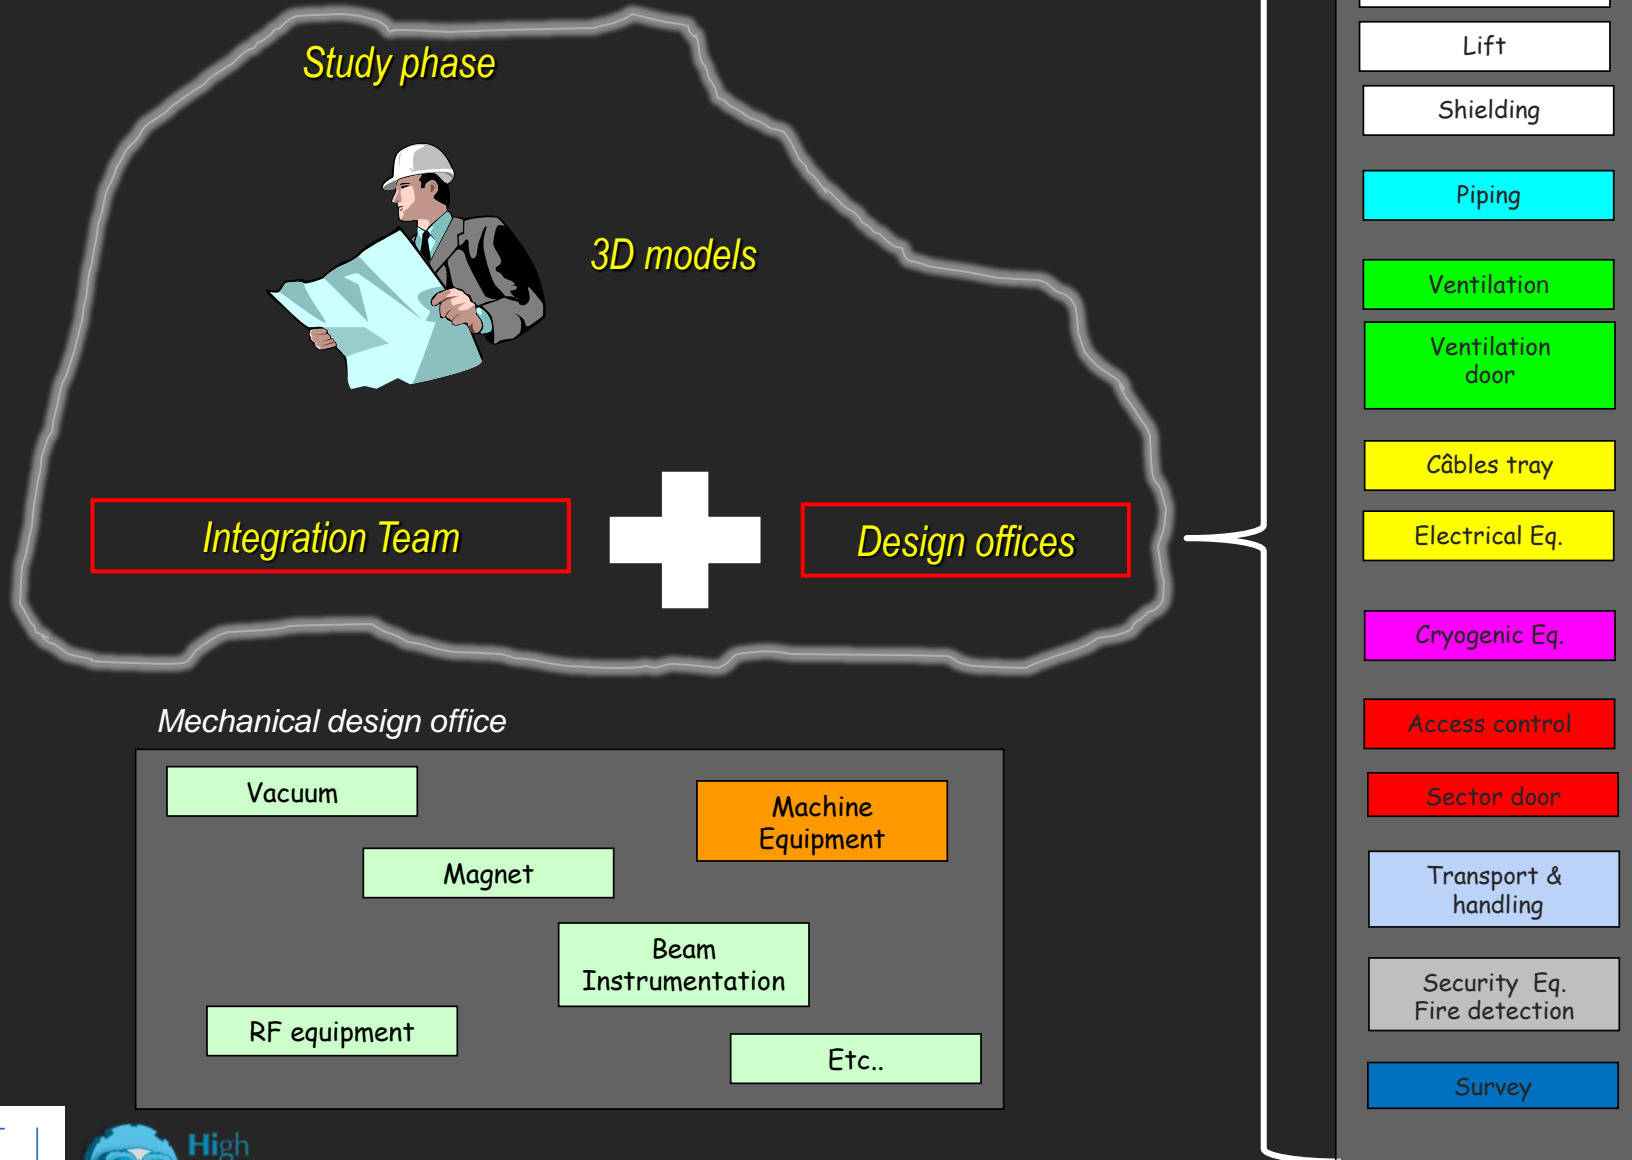 Study phase
3D models
Integration Team
Design offices
Mechanical design office
Vacuum
Machine
Equipment
Magnet
Beam
Instrumentation
RF equipment
Etc..
Lift
Shielding
Piping
Ventilation
Ventilation
door
Câbles tray
Electrical Eq.
Cryogenic Eq.
Access control
Sector door
Transport &
handling
Security Eq.
Fire detection
Survey
High